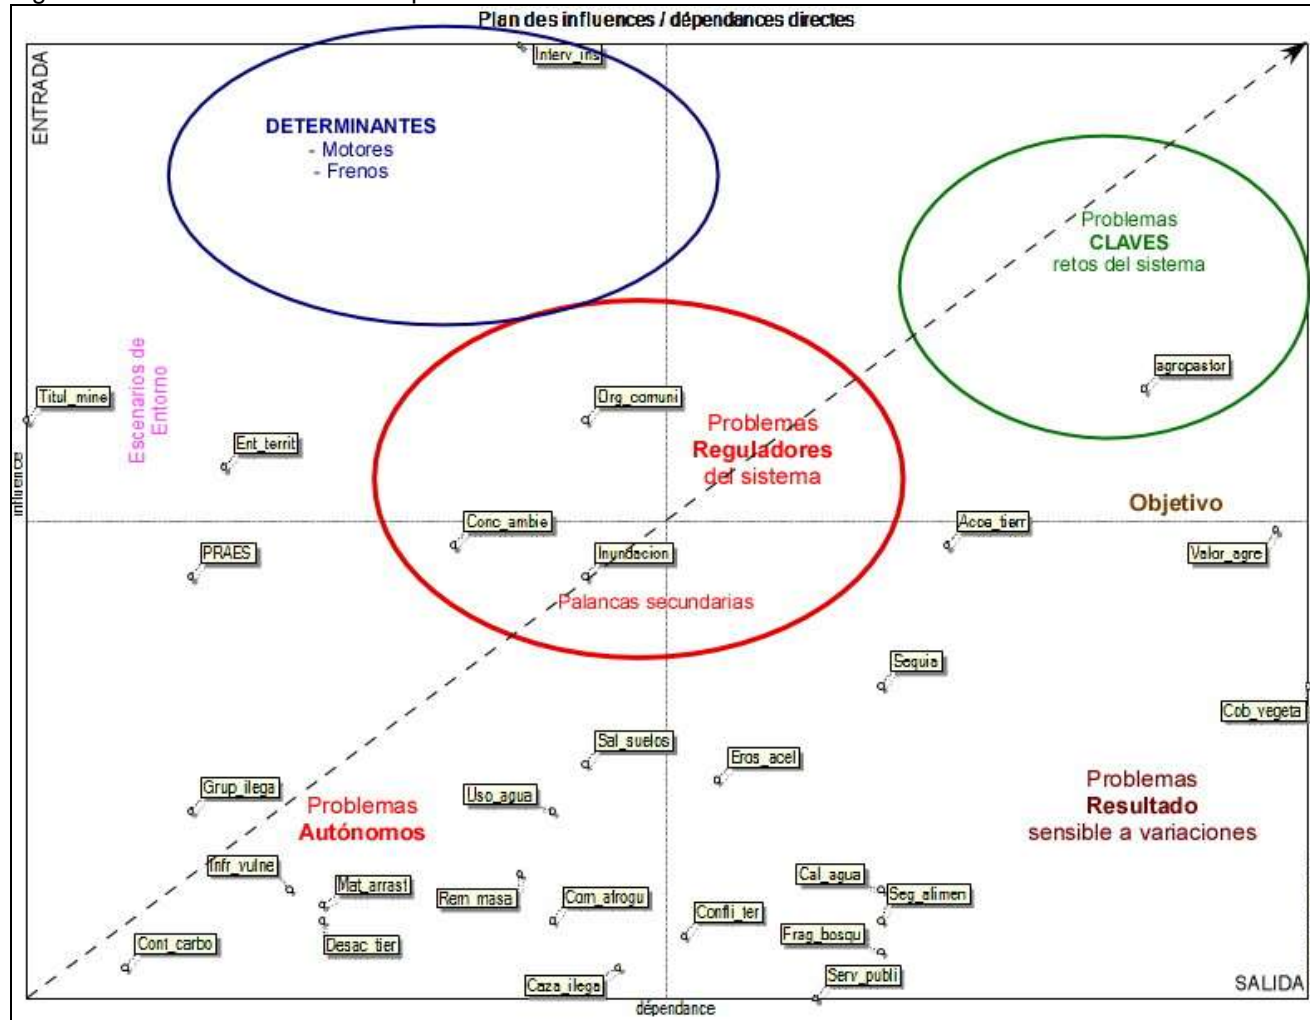 Plan des influences / dépendances directes
ENTRADA
Interv_ins
DETERMINANTES
- Motores
- Frenos
Problemas
CLAVES
retos del sistema
Escenarios de
Entorno
agropastor
Titul_mine
Org_comuni
Problemas
Reguladores
del sistema
Ent_territ
influence
Objetivo
Conc_ambie
Acce_tierr
PRAES
Inundacion
Valor_agre
Palancas secundarias
Sequia
Cob_vegeta
Sal_suelos
Eros_acel
Grup_ilega
Uso_agua
Problemas
Autónomos
Problemas
Resultado
sensible a variaciones
Infr_vulne
Cal_agua
Mat_arrast
Rem_masa
Com_afrogu
Seg_alimen
Confli_ter
Cont_carbo
Desac_tier
Frag_bosqu
Caza_ilega
Serv_publi
SALIDA
dépendance